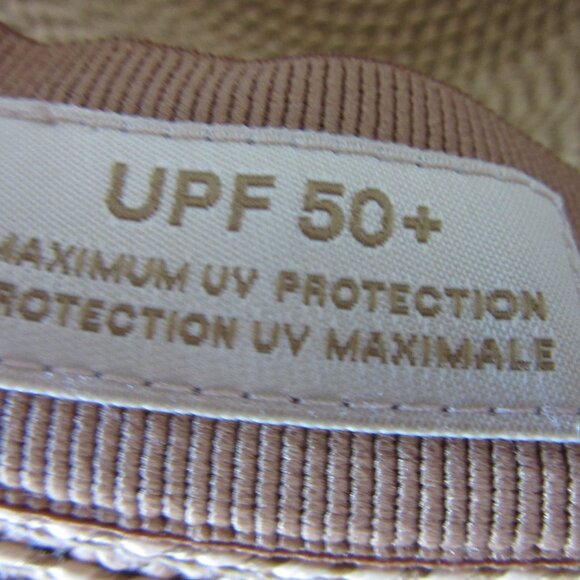 UPF 50+
MAXIMUM UV PROTECTION
PROTECTION UV MAXIMALE